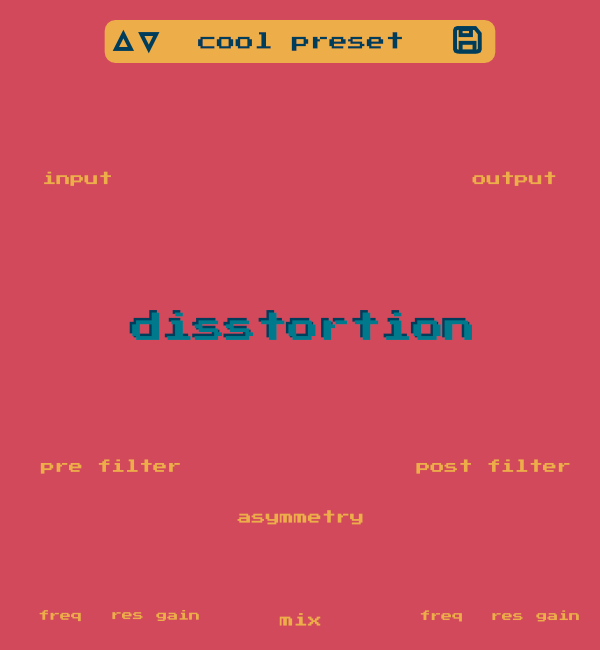 cool preset
input
output
disstortion
pre filter
post filter
asymmetry
freq res gain
mix
freq res gain